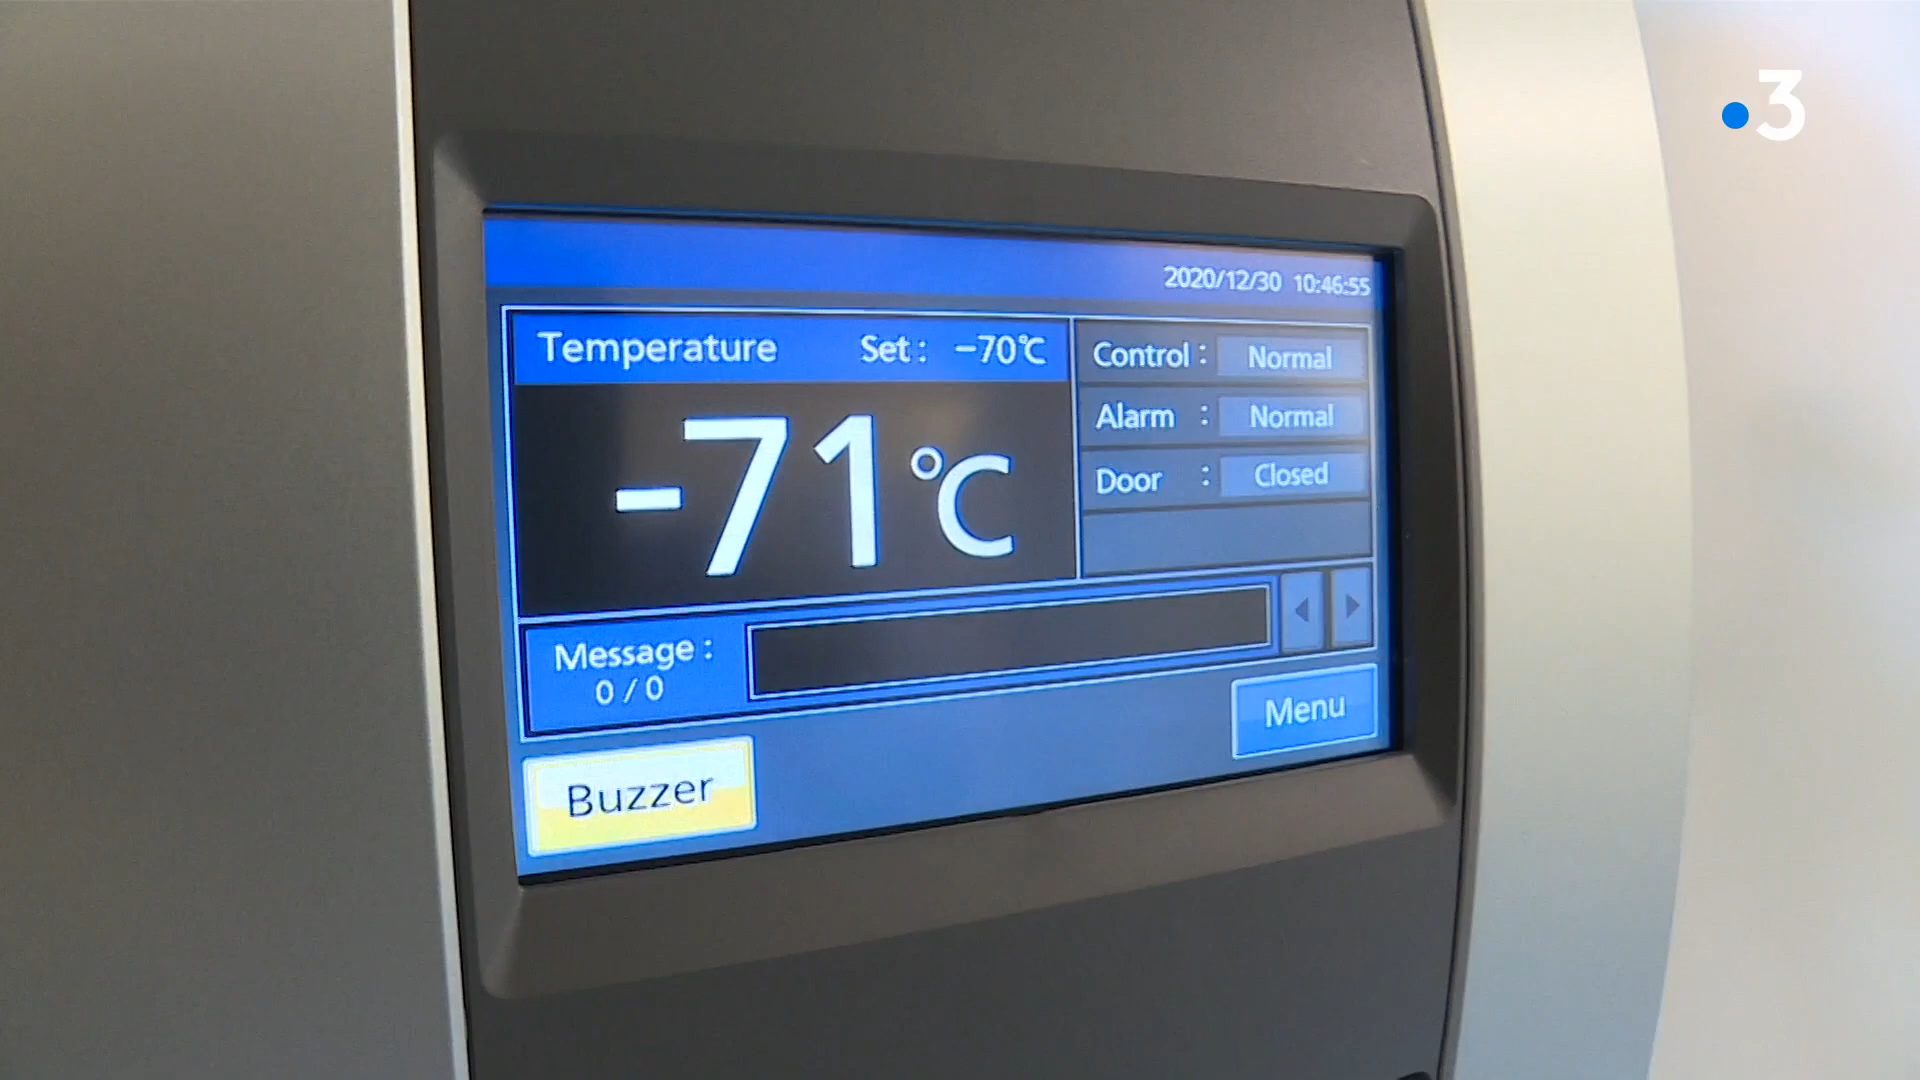 3
2020/12/30 10:46:55
Temperature Set : -70℃
-71℃
Control : Normal
Alarm : Normal
Door : Closed
Message :
0 / 0
Menu
Buzzer